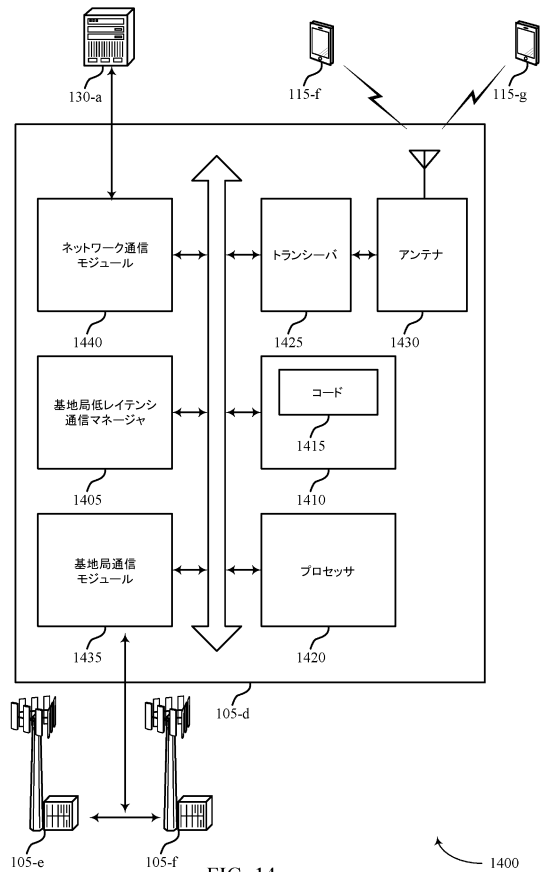 130-a
115-f
115-g
ネットワーク通信
モジュール
トランシーバ
アンテナ
1440
1425
1430
基地局低レイテンシ
通信マネージャ
コード
1415
1405
1410
基地局通信
モジュール
プロセッサ
1435
1420
105-d
105-e
105-f
1400
FIG. 14